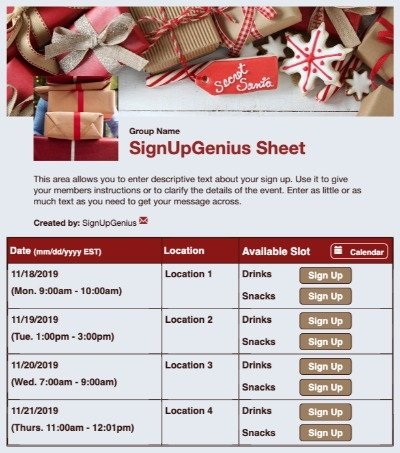 Secret
Santa
Group Name
SignUpGenius Sheet
This area allows you to enter descriptive text about your sign up. Use it to give
your members instructions or to clarify the details of the event. Enter as little or as
much text as you need to get your message across.
Created by: SignUpGenius
Date (mm/dd/yyyy EST) Location Available Slot Calendar
11/18/2019 Location 1 Drinks Sign Up
(Mon. 9:00am - 10:00am) Snacks Sign Up
11/19/2019 Location 2 Drinks Sign Up
(Tue. 1:00pm - 3:00pm) Snacks Sign Up
11/20/2019 Location 3 Drinks Sign Up
(Wed. 7:00am - 9:00am) Snacks Sign Up
11/21/2019 Location 4 Drinks Sign Up
(Thurs. 11:00am - 12:01pm) Snacks Sign Up